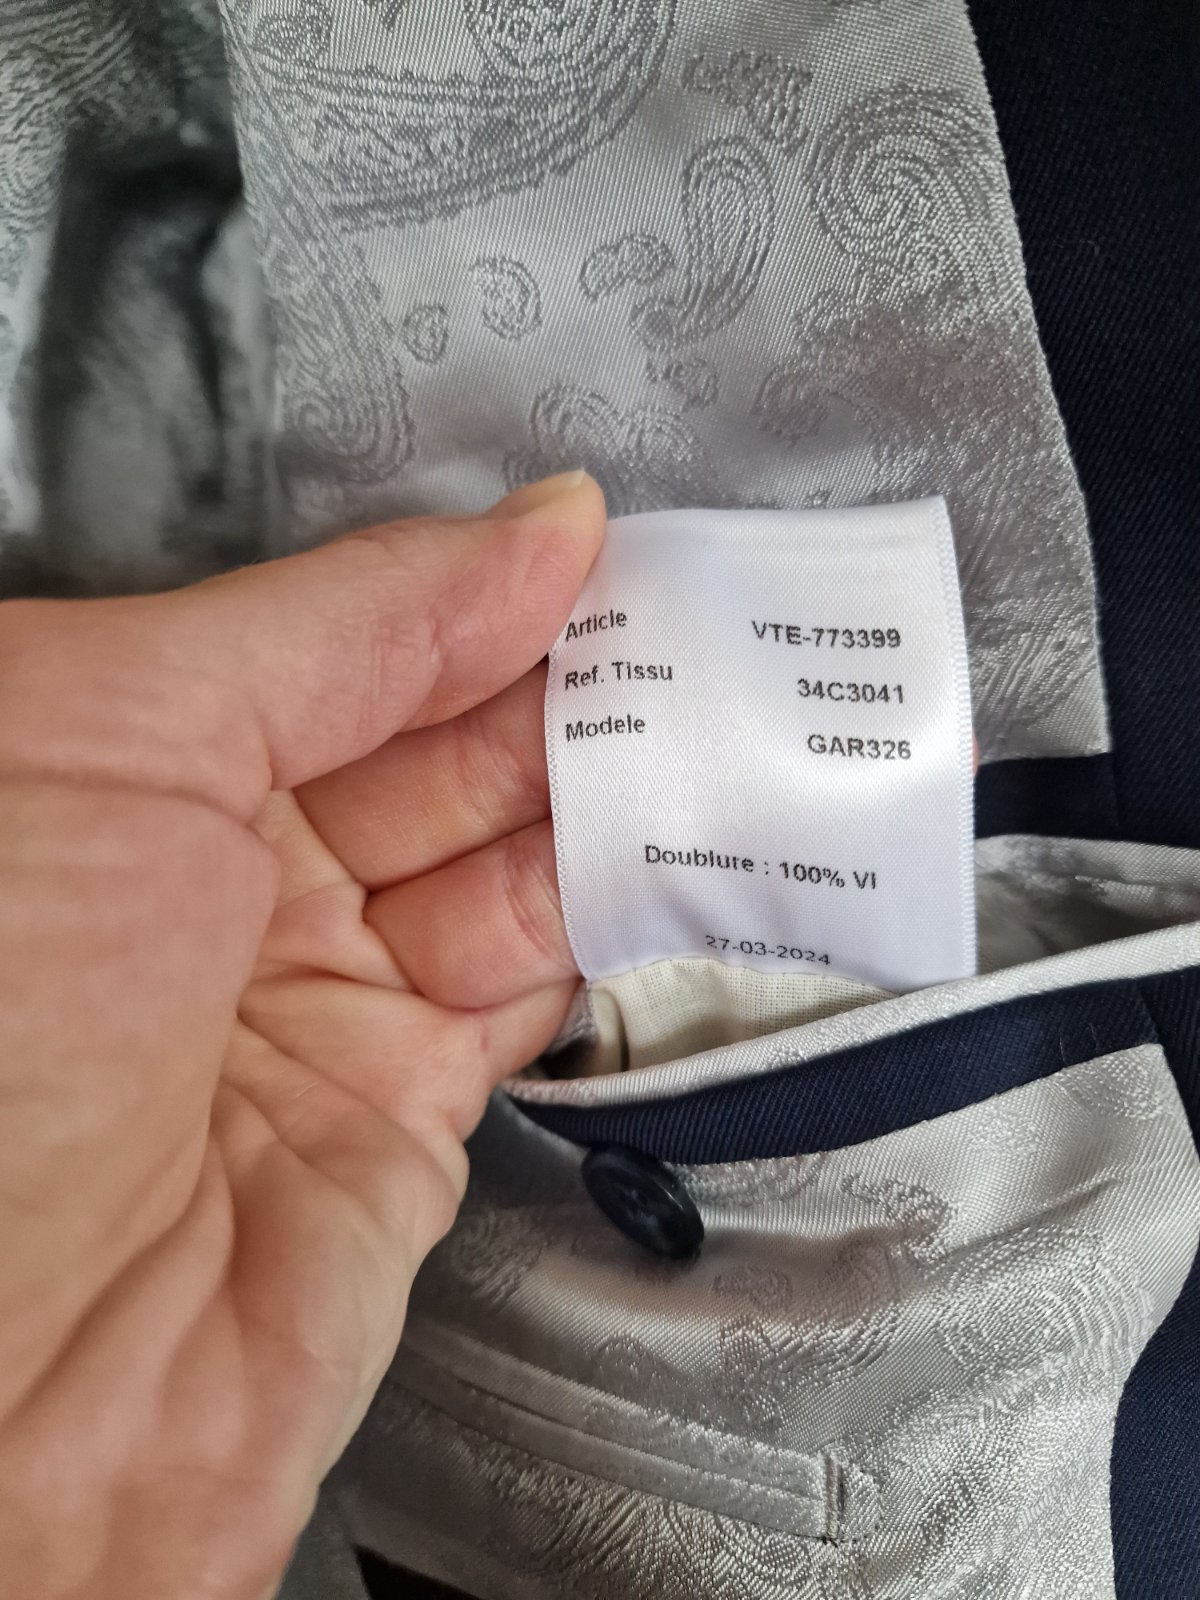 Article VTE-773399
Ref. Tissu 34C3041
Modele GAR326
Doublure : 100% VI
27-03-2024